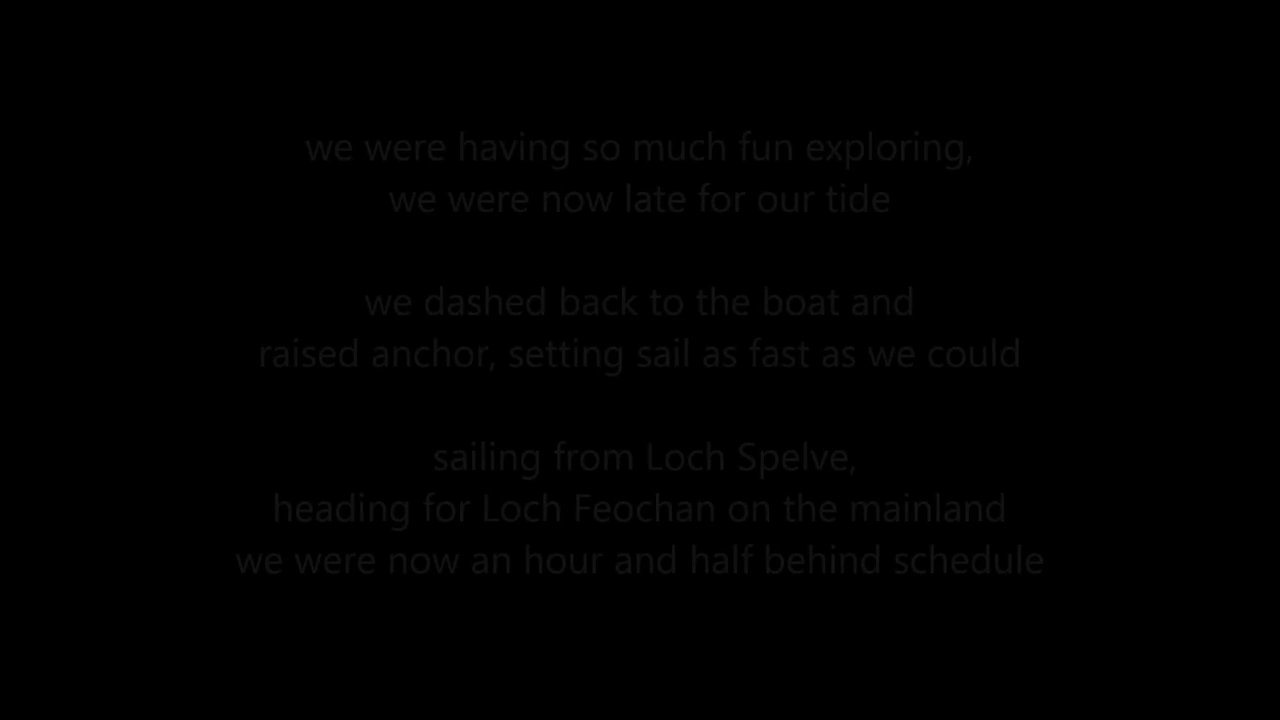 we were having so much fun exploring,
we were now late for our tide
we dashed back to the boat and
raised anchor, setting sail as fast as we could
sailing from Loch Spelve,
heading for Loch Feochan on the mainland
we were now an hour and half behind schedule